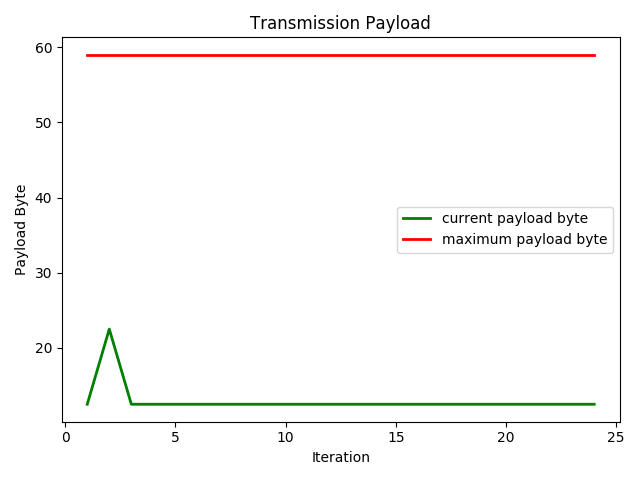 Transmission Payload
60
50
40
30
20
Payload Byte
current payload byte
maximum payload byte
0 5 10 15 20 25
Iteration